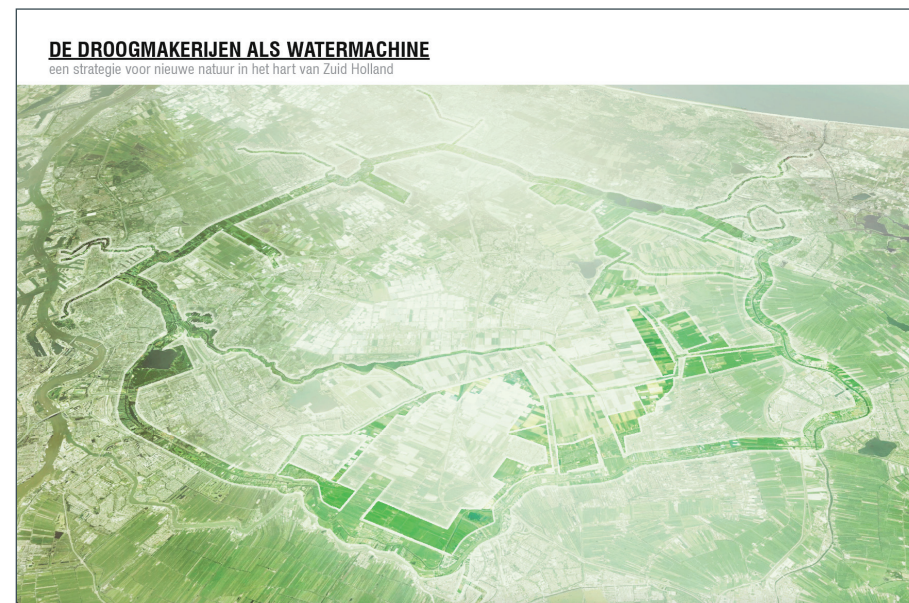 DE DROOGMAKERIJEN ALS WATERMACHINE
een strategie voor nieuwe natuur in het hart van Zuid Holland